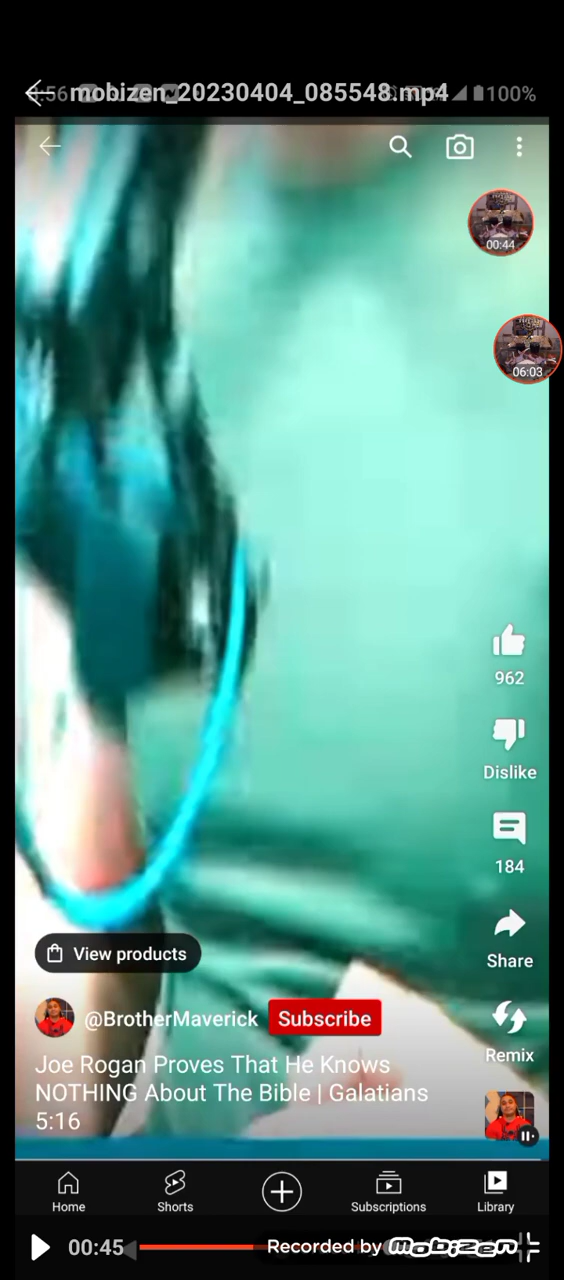 :56 mobizen_20230404_085548.mp4 100%
00:44
06:03
962
Dislike
184
Share
View products
@BrotherMaverick Subscribe
Remix
Joe Rogan Proves That He Knows
NOTHING About The Bible | Galatians
5:16
Home Shorts Subscriptions Library
00:45 Recorded by mobizen